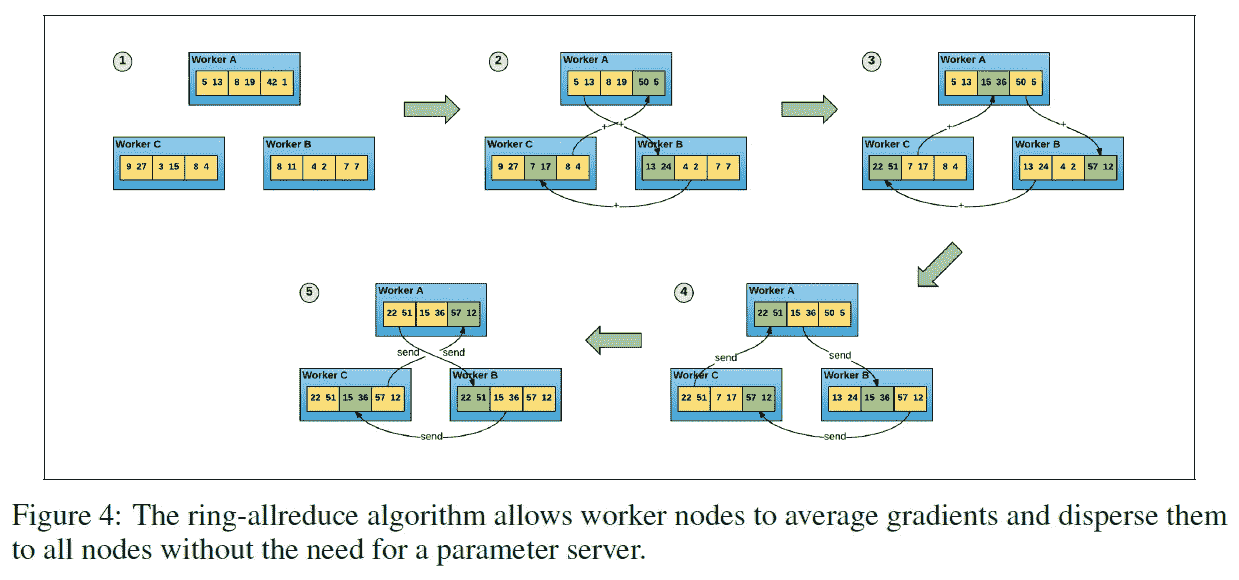 1
Worker A
5 13 8 19 42 1
Worker C
9 27 3 15 8 4
Worker B
8 11 4 2 7 7
2
Worker A
5 13 8 19 50 5
+ +
Worker C
9 27 7 17 8 4
Worker B
13 24 4 2 7 7
+
3
Worker A
5 13 15 36 50 5
+ +
Worker C
22 51 7 17 8 4
Worker B
13 24 4 2 57 12
+
5
Worker A
22 51 15 36 57 12
send send
Worker C
22 51 15 36 57 12
Worker B
22 51 15 36 57 12
send
4
Worker A
22 51 15 36 50 5
send send
Worker C
22 51 7 17 57 12
Worker B
13 24 15 36 57 12
send
Figure 4: The ring-allreduce algorithm allows worker nodes to average gradients and disperse them
to all nodes without the need for a parameter server.